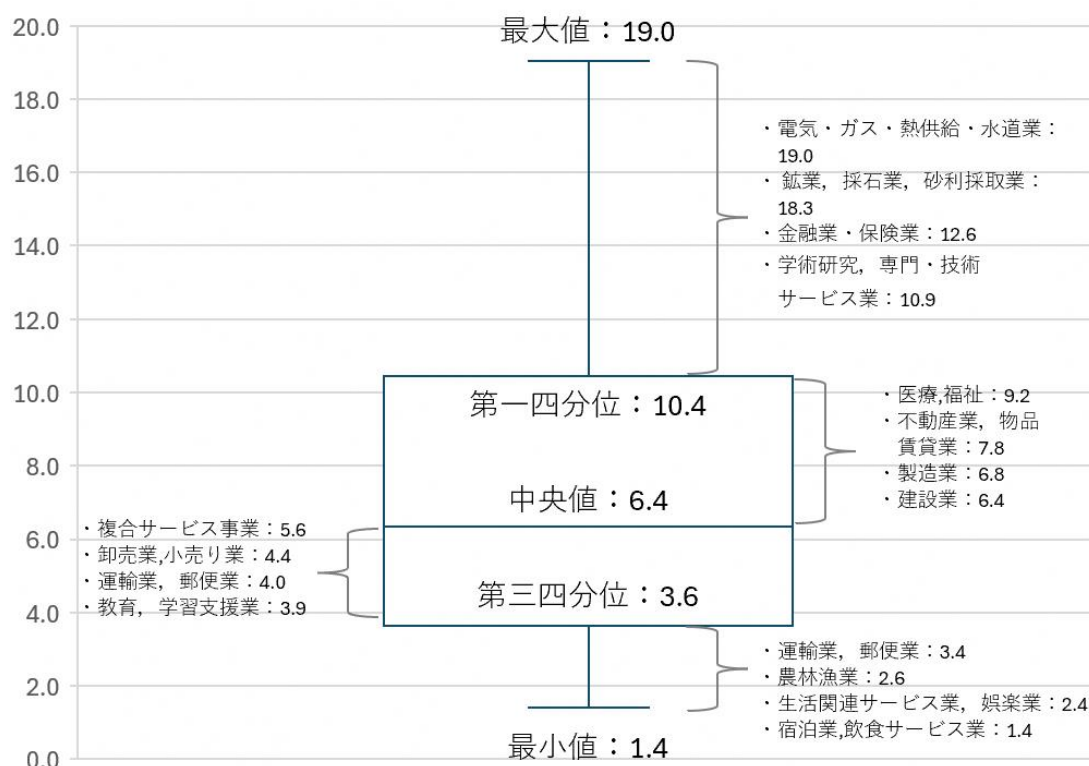 最大値：19.0
20.0
18.0
16.0
14.0
12.0
10.0
8.0
6.0
4.0
2.0
0.0
・電気・ガス・熱供給・水道業：
19.0
・鉱業，採石業，砂利採取業：
18.3
・金融業・保険業：12.6
・学術研究，専門・技術
サービス業：10.9
第一四分位：10.4
・医療,福祉：9.2
・不動産業，物品
賃貸業：7.8
・製造業：6.8
・建設業：6.4
中央値：6.4
・複合サービス事業：5.6
・卸売業,小売り業：4.4
・運輸業，郵便業：4.0
・教育，学習支援業：3.9
第三四分位：3.6
・運輸業，郵便業：3.4
・農林漁業：2.6
・生活関連サービス業，娯楽業：2.4
・宿泊業,飲食サービス業：1.4
最小値：1.4